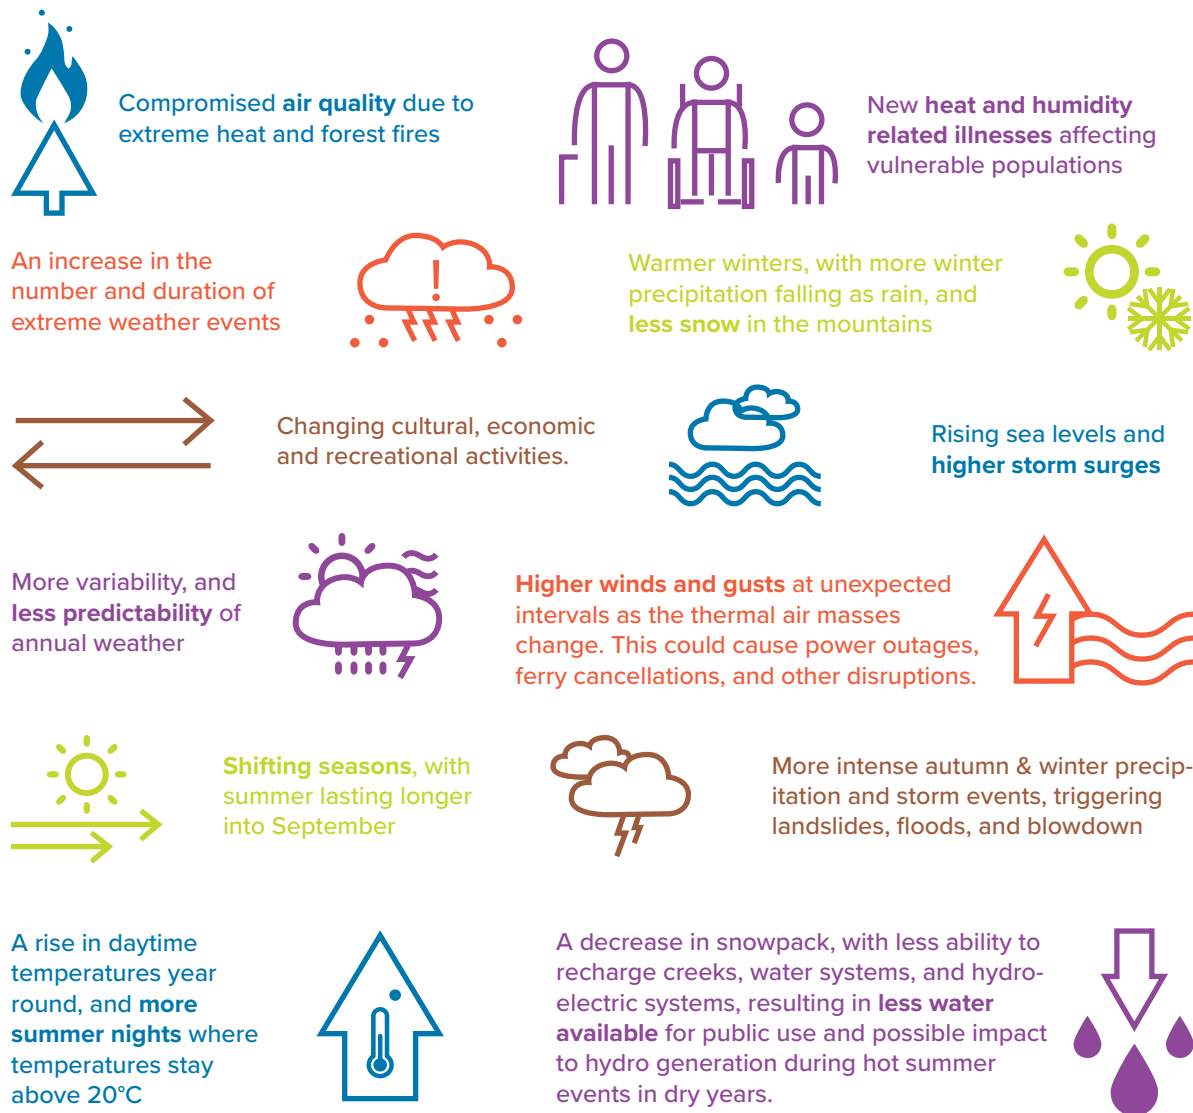 Compromised air quality due to
extreme heat and forest fires
New heat and humidity
related illnesses affecting
vulnerable populations
An increase in the
number and duration of
extreme weather events
!
Warmer winters, with more winter
precipitation falling as rain, and
less snow in the mountains
Changing cultural, economic
and recreational activities.
Rising sea levels and
higher storm surges
More variability, and
less predictability of
annual weather
Higher winds and gusts at unexpected
intervals as the thermal air masses
change. This could cause power outages,
ferry cancellations, and other disruptions.
Shifting seasons, with
summer lasting longer
into September
More intense autumn & winter precip-
itation and storm events, triggering
landslides, floods, and blowdown
A rise in daytime
temperatures year
round, and more
summer nights where
temperatures stay
above 20°C
A decrease in snowpack, with less ability to
recharge creeks, water systems, and hydro-
electric systems, resulting in less water
available for public use and possible impact
to hydro generation during hot summer
events in dry years.